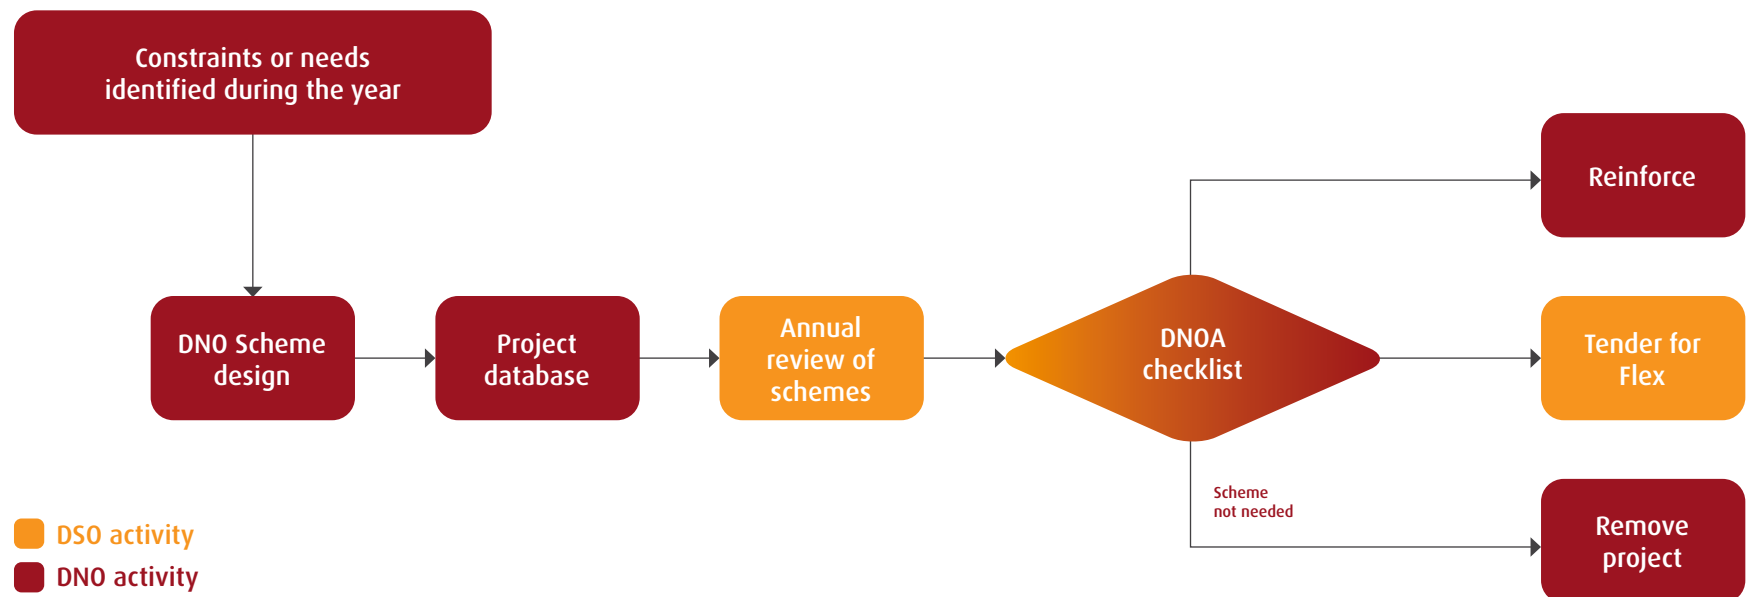 Constraints or needs
identified during the year
DNO Scheme
design
Project
database
Annual
review of
schemes
DNOA
checklist
Reinforce
Tender for
Flex
Scheme
not needed
Remove
project
DSO activity
DNO activity